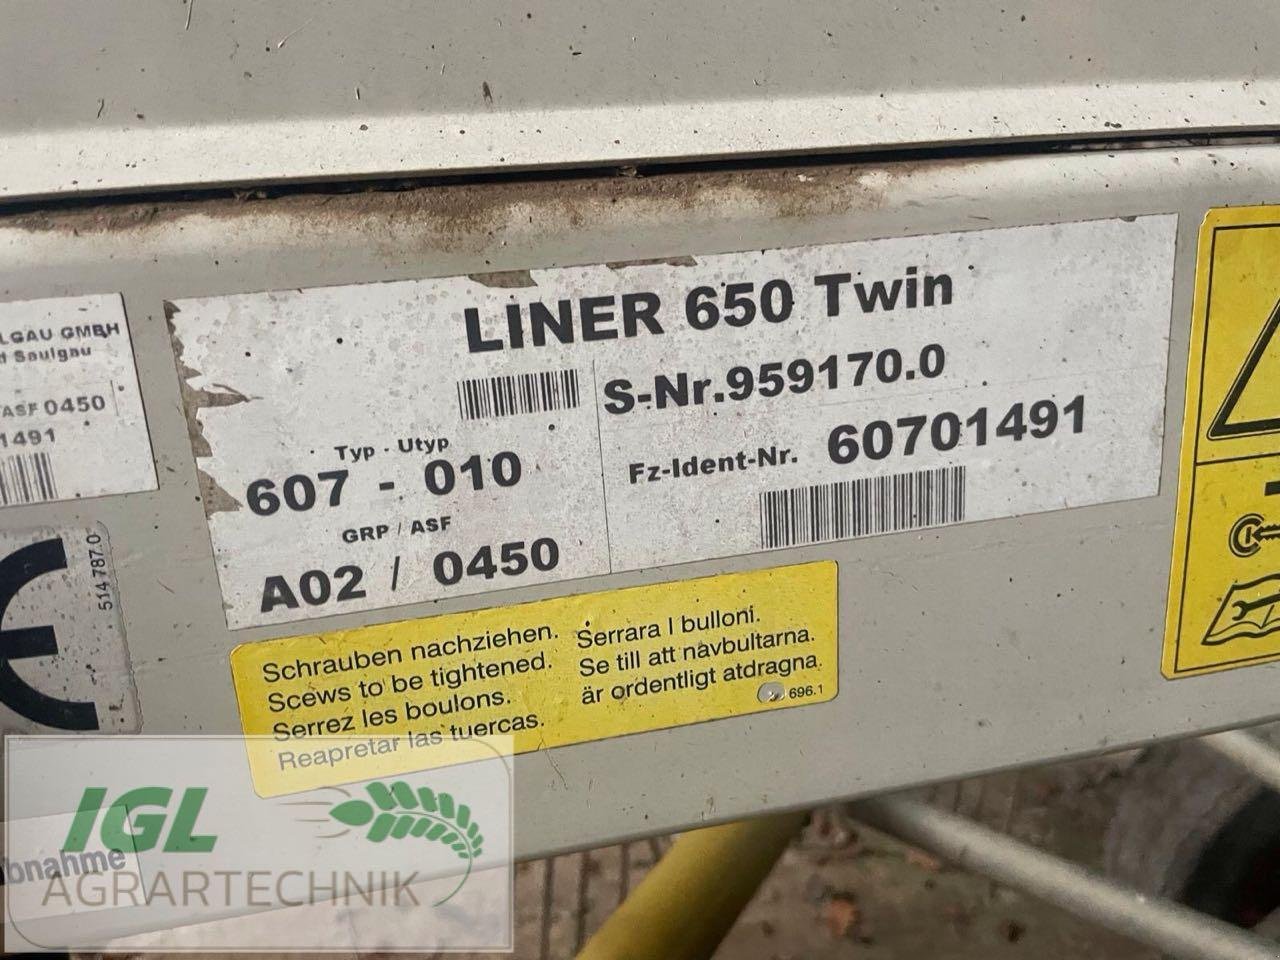 LINER 650 Twin
S-Nr.959170.0
Typ - Utyp
607 - 010
Fz-Ident-Nr. 60701491
GRP / ASF
A02 / 0450
GMBH
Saulgau
ASF 0450
1491
514 787.0
Schrauben nachziehen.
Scews to be tightened.
Serrez les boulons.
Reapretar las tuercas.
Serrara I bulloni.
Se till att navbultarna.
är ordentligt atdragna.
696.1
IGL
AGRARTECHNIK